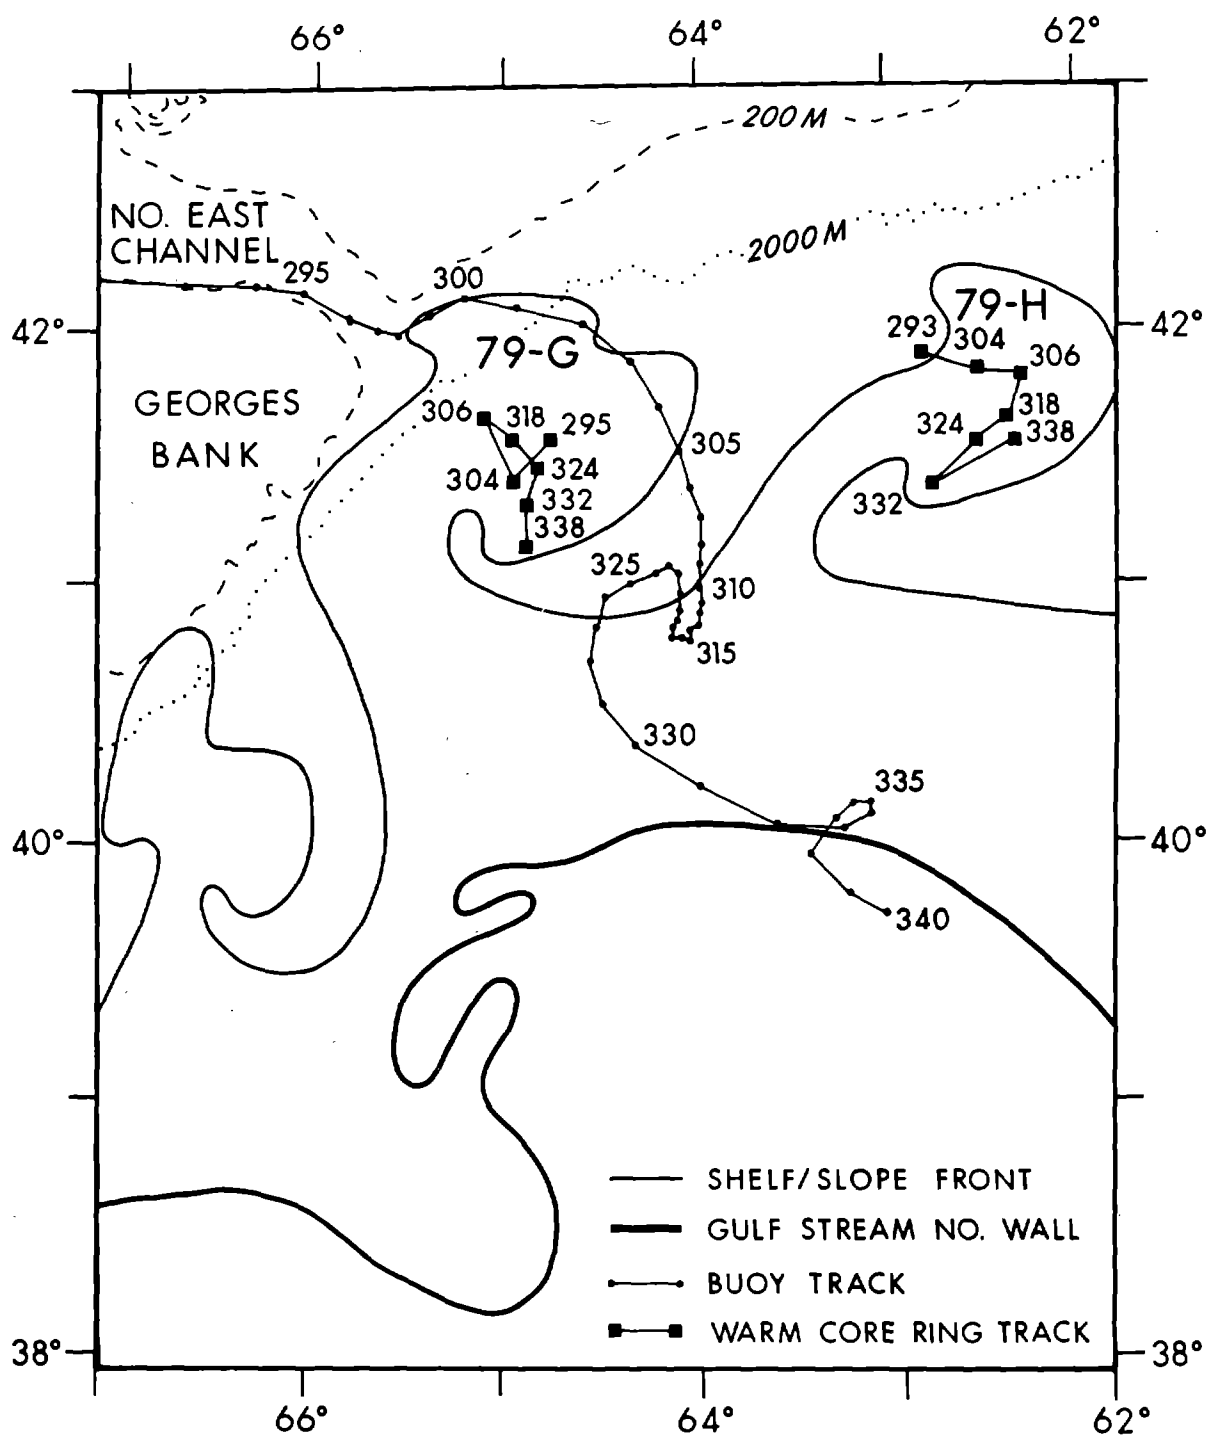 66° 64° 62°
200 M
NO. EAST
CHANNEL
2000 M
295
300
42°
42°
79-G
79-H
293
304
306
GEORGES
BANK
306
318
295
318
324
338
305
304
324
332
332
338
325
310
315
330
335
40°
40°
340
SHELF/SLOPE FRONT
GULF STREAM NO. WALL
BUOY TRACK
WARM CORE RING TRACK
38°
38°
66° 64° 62°